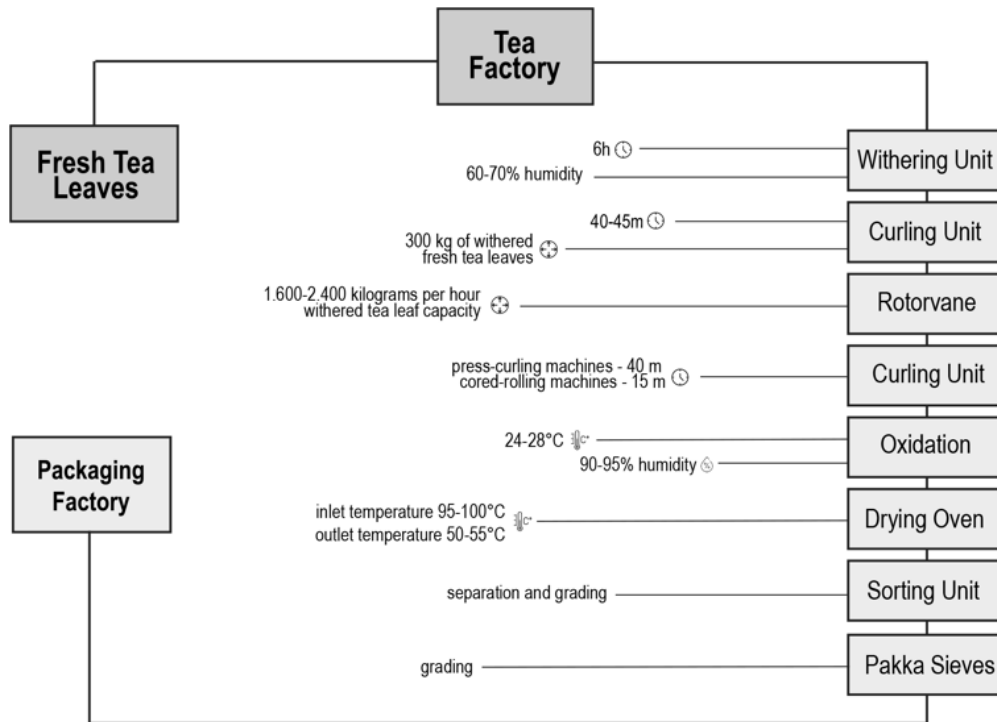 Tea
Factory
Fresh Tea
Leaves
6h
Withering Unit
60-70% humidity
40-45m
Curling Unit
300 kg of withered
fresh tea leaves
1.600-2.400 kilograms per hour
withered tea leaf capacity
Rotorvane
press-curling machines - 40 m
cored-rolling machines - 15 m
Curling Unit
24-28°C
C°
Oxidation
90-95% humidity
%
Packaging
Factory
inlet temperature 95-100°C
outlet temperature 50-55°C
C°
Drying Oven
separation and grading
Sorting Unit
grading
Pakka Sieves